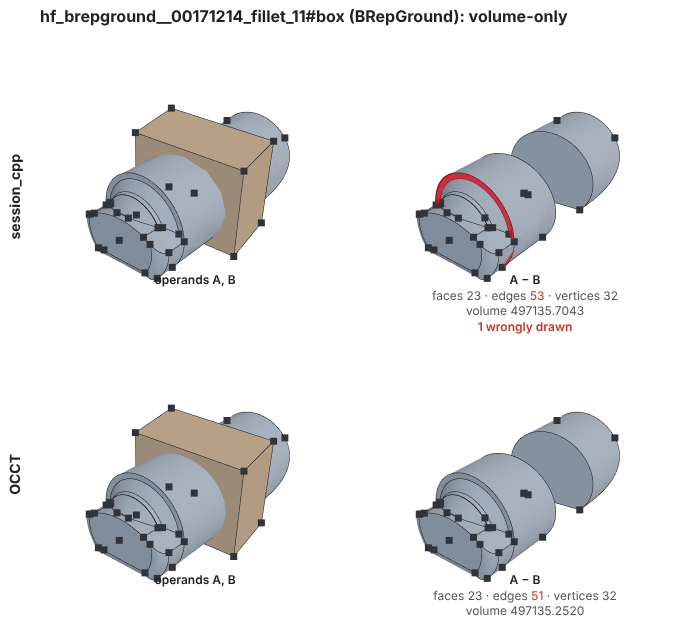 hf_brepground__00171214_fillet_11#box (BRepGround): volume-only
session_cpp
operands A, B
A − B
faces 23 · edges 53 · vertices 32
volume 497135.7043
1 wrongly drawn
OCCT
operands A, B
A − B
faces 23 · edges 51 · vertices 32
volume 497135.2520